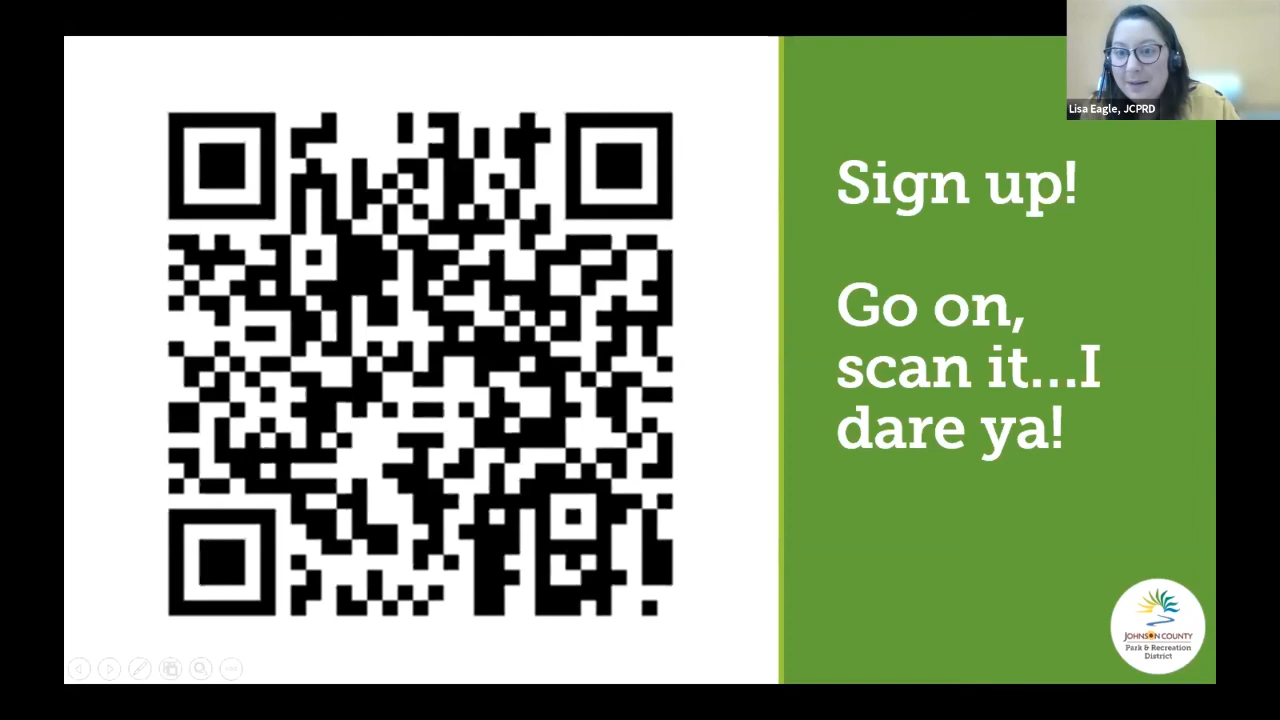 Lisa Eagle, JCPRD
Sign up!
Go on,
scan it...I
dare ya!
JOHNSON COUNTY
Park & Recreation
District